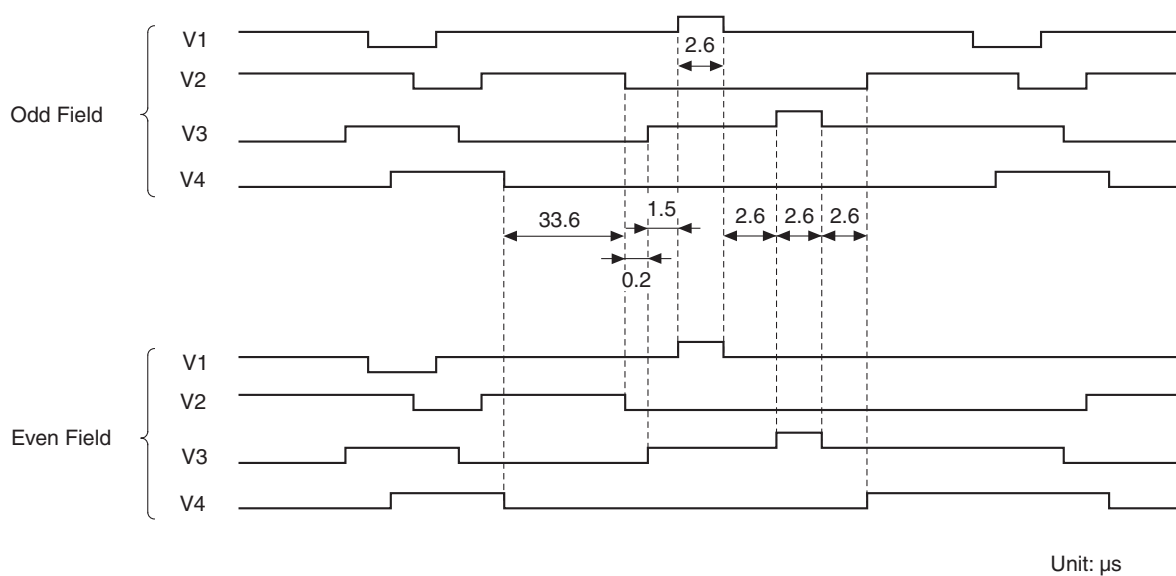 Odd Field
V1
2.6
V2
V3
V4
33.6
1.5
2.6
2.6
2.6
0.2
Even Field
V1
V2
V3
V4
Unit: μs